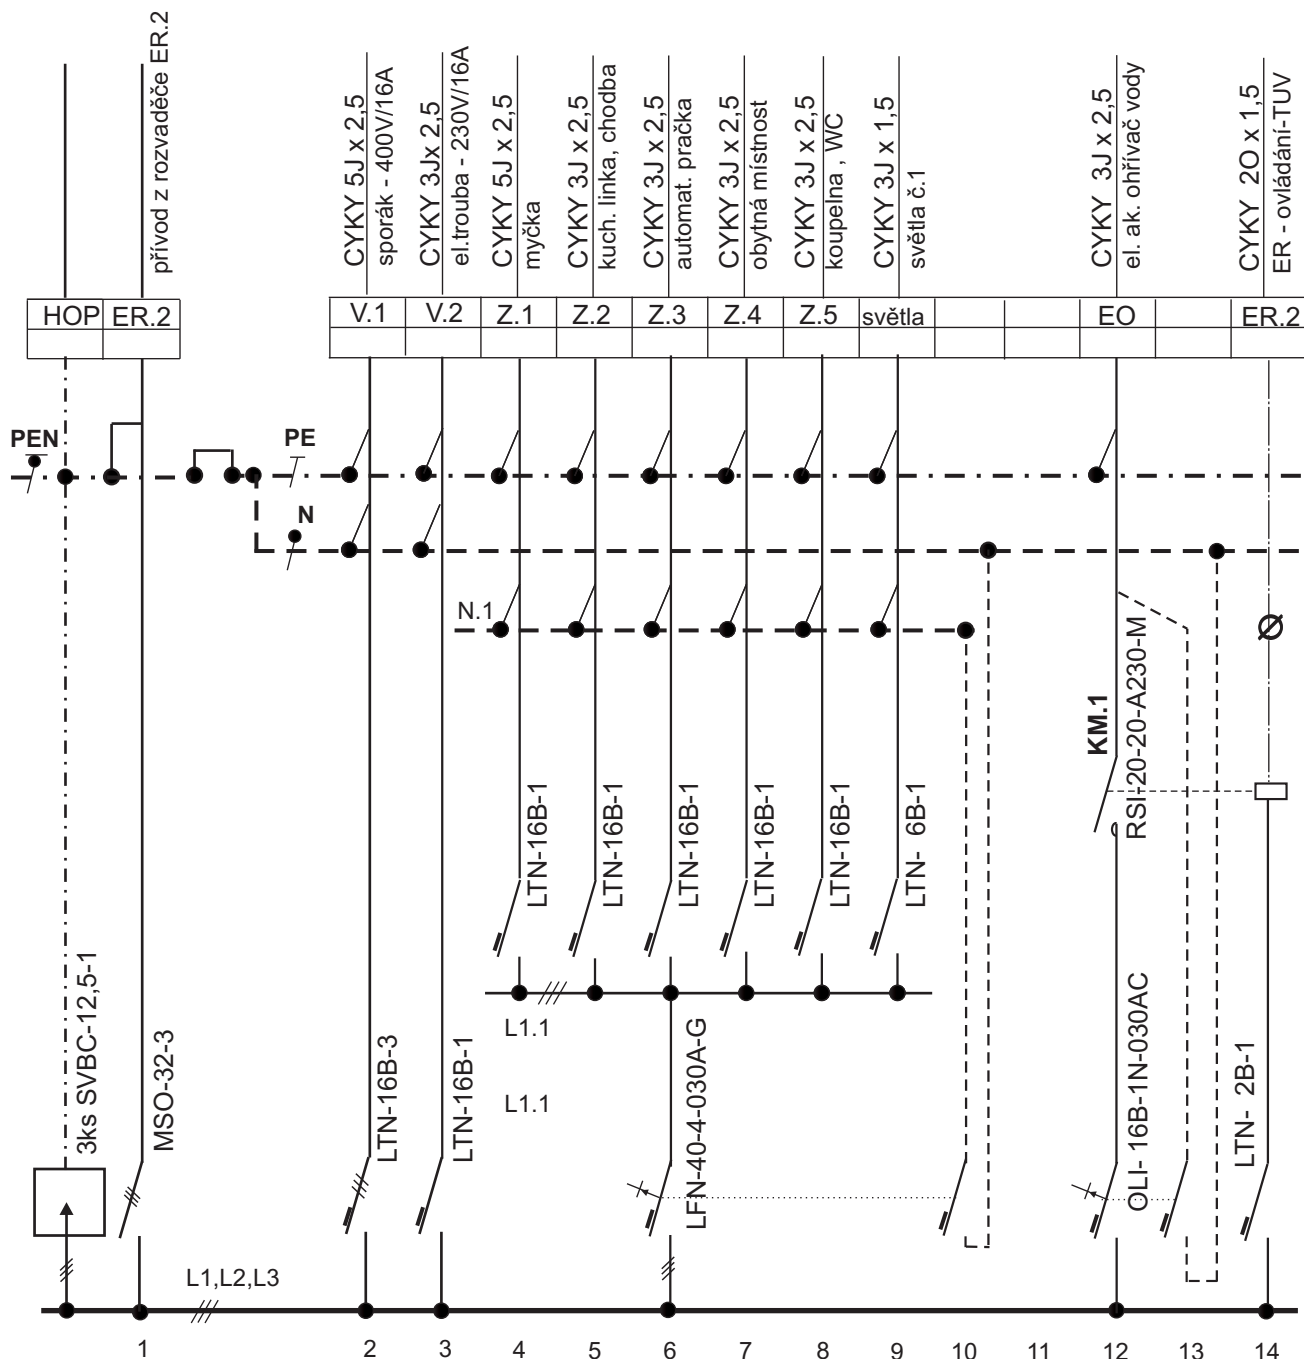 přívod z rozvaděče ER.2
CYKY 5J x 2,5
sporák - 400V/16A
CYKY 3Jx 2,5
el.trouba - 230V/16A
CYKY 5J x 2,5
myčka
CYKY 3J x 2,5
kuch. linka, chodba
CYKY 3J x 2,5
automat. pračka
CYKY 3J x 2,5
obytná místnost
CYKY 3J x 2,5
koupelna , WC
CYKY 3J x 1,5
světla č.1
CYKY 3J x 2,5
el. ak. ohřívač vody
CYKY 2O x 1,5
ER - ovládání-TUV
HOP ER.2 V.1 V.2 Z.1 Z.2 Z.3 Z.4 Z.5 světla EO ER.2
PEN
PE
N
N.1
KM.1
RSI-20-20-A230-M
LTN-16B-1
LTN-16B-1
LTN-16B-1
LTN-16B-1
LTN-16B-1
LTN- 6B-1
3ks SVBC-12,5-1
MSO-32-3
LTN-16B-3
LTN-16B-1
L1.1
L1.1
LFN-40-4-030A-G
OLI- 16B-1N-030AC
LTN- 2B-1
L1,L2,L3
1 2 3 4 5 6 7 8 9 10 11 12 13 14